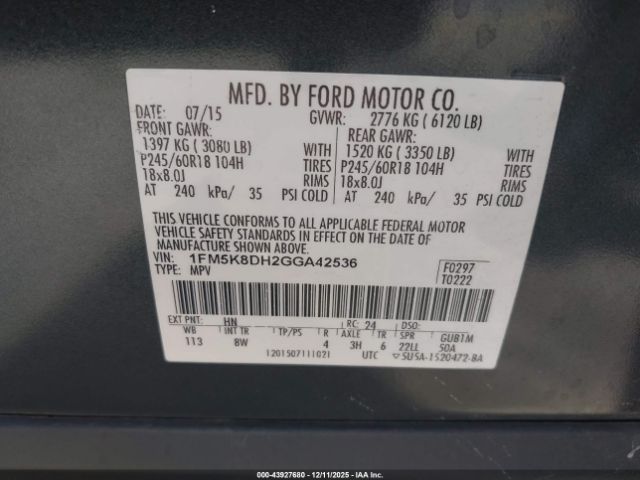 MFD. BY FORD MOTOR CO.
DATE: 07/15 GVWR: 2776 KG ( 6120 LB)
FRONT GAWR: REAR GAWR:
1397 KG ( 3080 LB) WITH 1520 KG ( 3350 LB) WITH
P245/60R18 104H TIRES P245/60R18 104H TIRES
18x8.0J RIMS 18x8.0J RIMS
AT 240 kPa/ 35 PSI COLD AT 240 kPa/ 35 PSI COLD
THIS VEHICLE CONFORMS TO ALL APPLICABLE FEDERAL MOTOR
VEHICLE SAFETY STANDARDS IN EFFECT ON THE DATE OF
MANUFACTURE SHOWN ABOVE.
VIN: 1FM5K8DH2GGA42536 F0297
TYPE: MPV T0222
EXT PNT: HN RC: 24 DSO:
WB INT TR TP/PS R AXLE TR SPR GUB1M
113 8W 4 3H 6 22LL 50A
1201507111021 UTC ▽5U5A-1520472-BA
© 000-43927680 - 12/11/2025 - IAA, Inc.